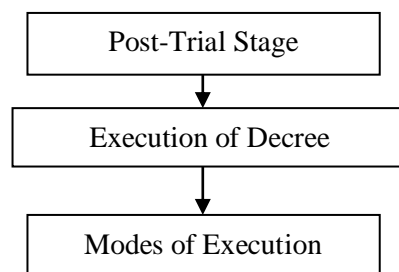 Post-Trial Stage
Execution of Decree
Modes of Execution